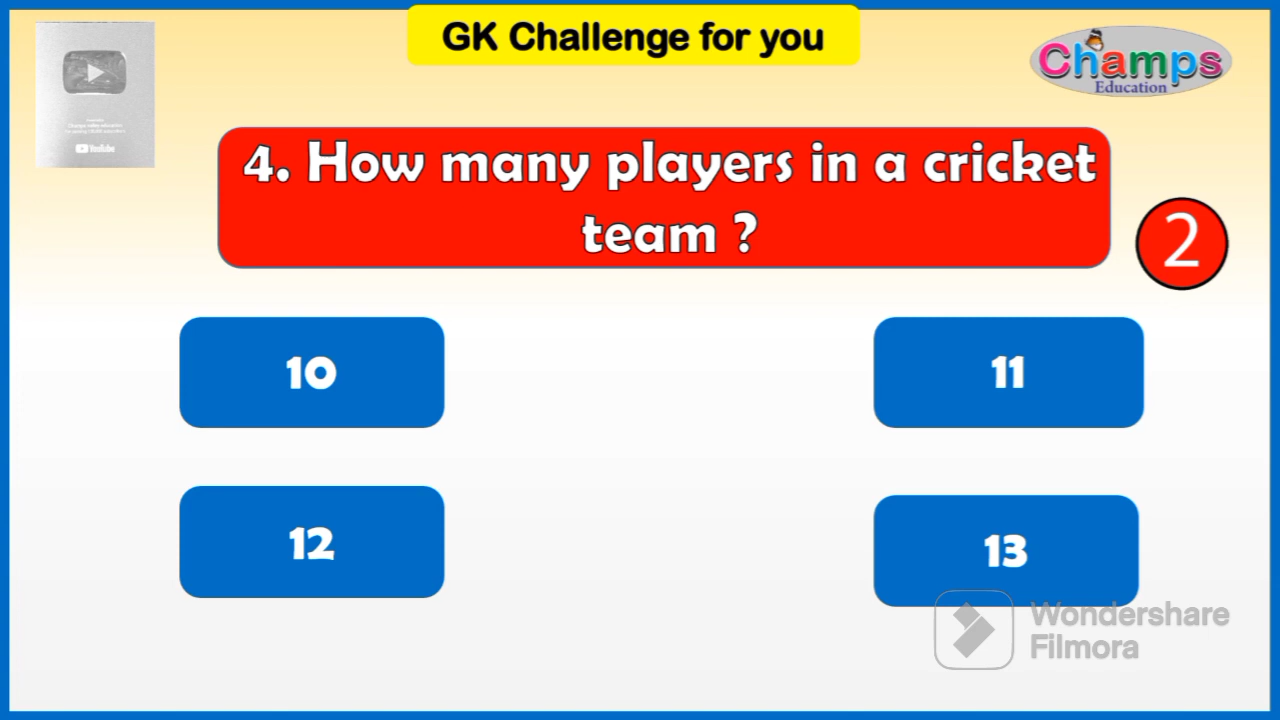 GK Challenge for you
Champs
Education
YouTube
4. How many players in a cricket
team ?
2
10
11
12
13
Wondershare
Filmora